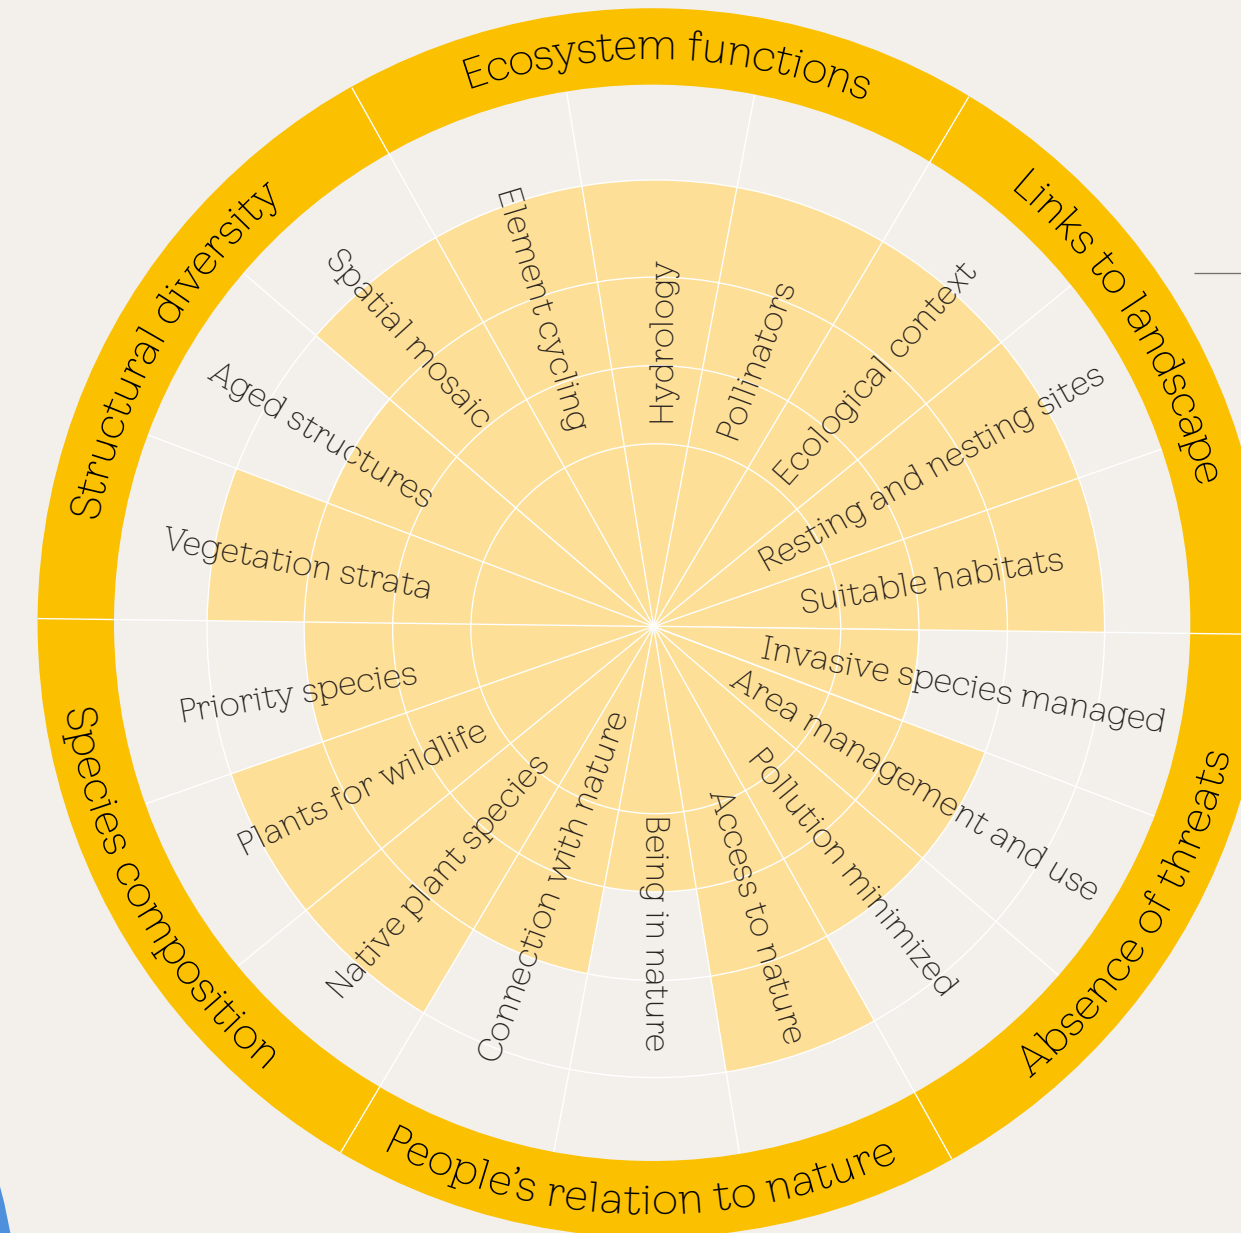 Ecosystem functions
Links to landscape
Absence of threats
People’s relation to nature
Species composition
Structural diversity
Element cycling
Hydrology
Pollinators
Ecological context
Resting and nesting sites
Suitable habitats
Invasive species managed
Area management and use
Pollution minimized
Access to nature
Being in nature
Connection with nature
Native plant species
Plants for wildlife
Priority species
Vegetation strata
Aged structures
Spatial mosaic